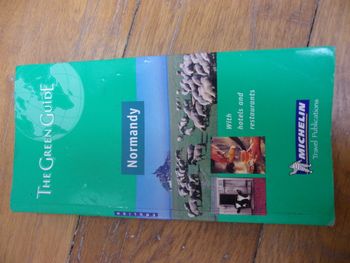 THE GREEN GUIDE
Normandy
With
hotels and
restaurants
MICHELIN
Travel Publications